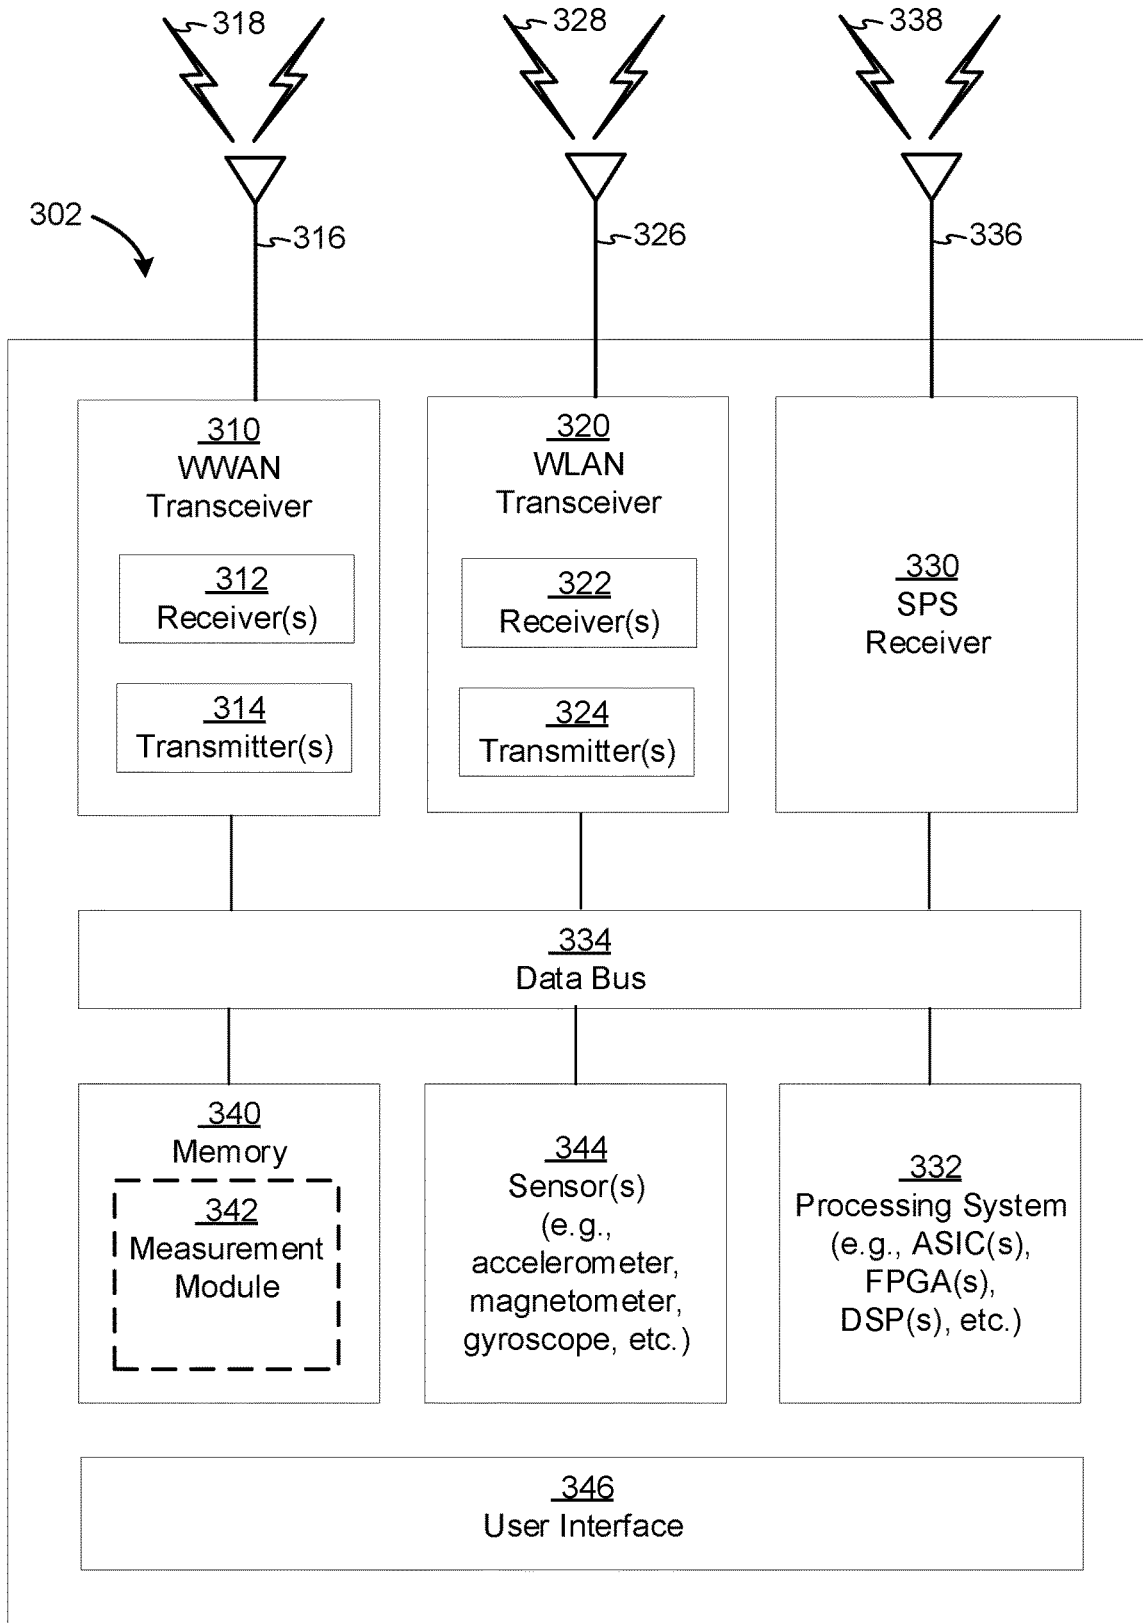 318
328
338
302
316
326
336
310
WWAN
Transceiver
312
Receiver(s)
314
Transmitter(s)
320
WLAN
Transceiver
322
Receiver(s)
324
Transmitter(s)
330
SPS
Receiver
334
Data Bus
340
Memory
342
Measurement
Module
344
Sensor(s)
(e.g.,
accelerometer,
magnetometer,
gyroscope, etc.)
332
Processing System
(e.g., ASIC(s),
FPGA(s),
DSP(s), etc.)
346
User Interface